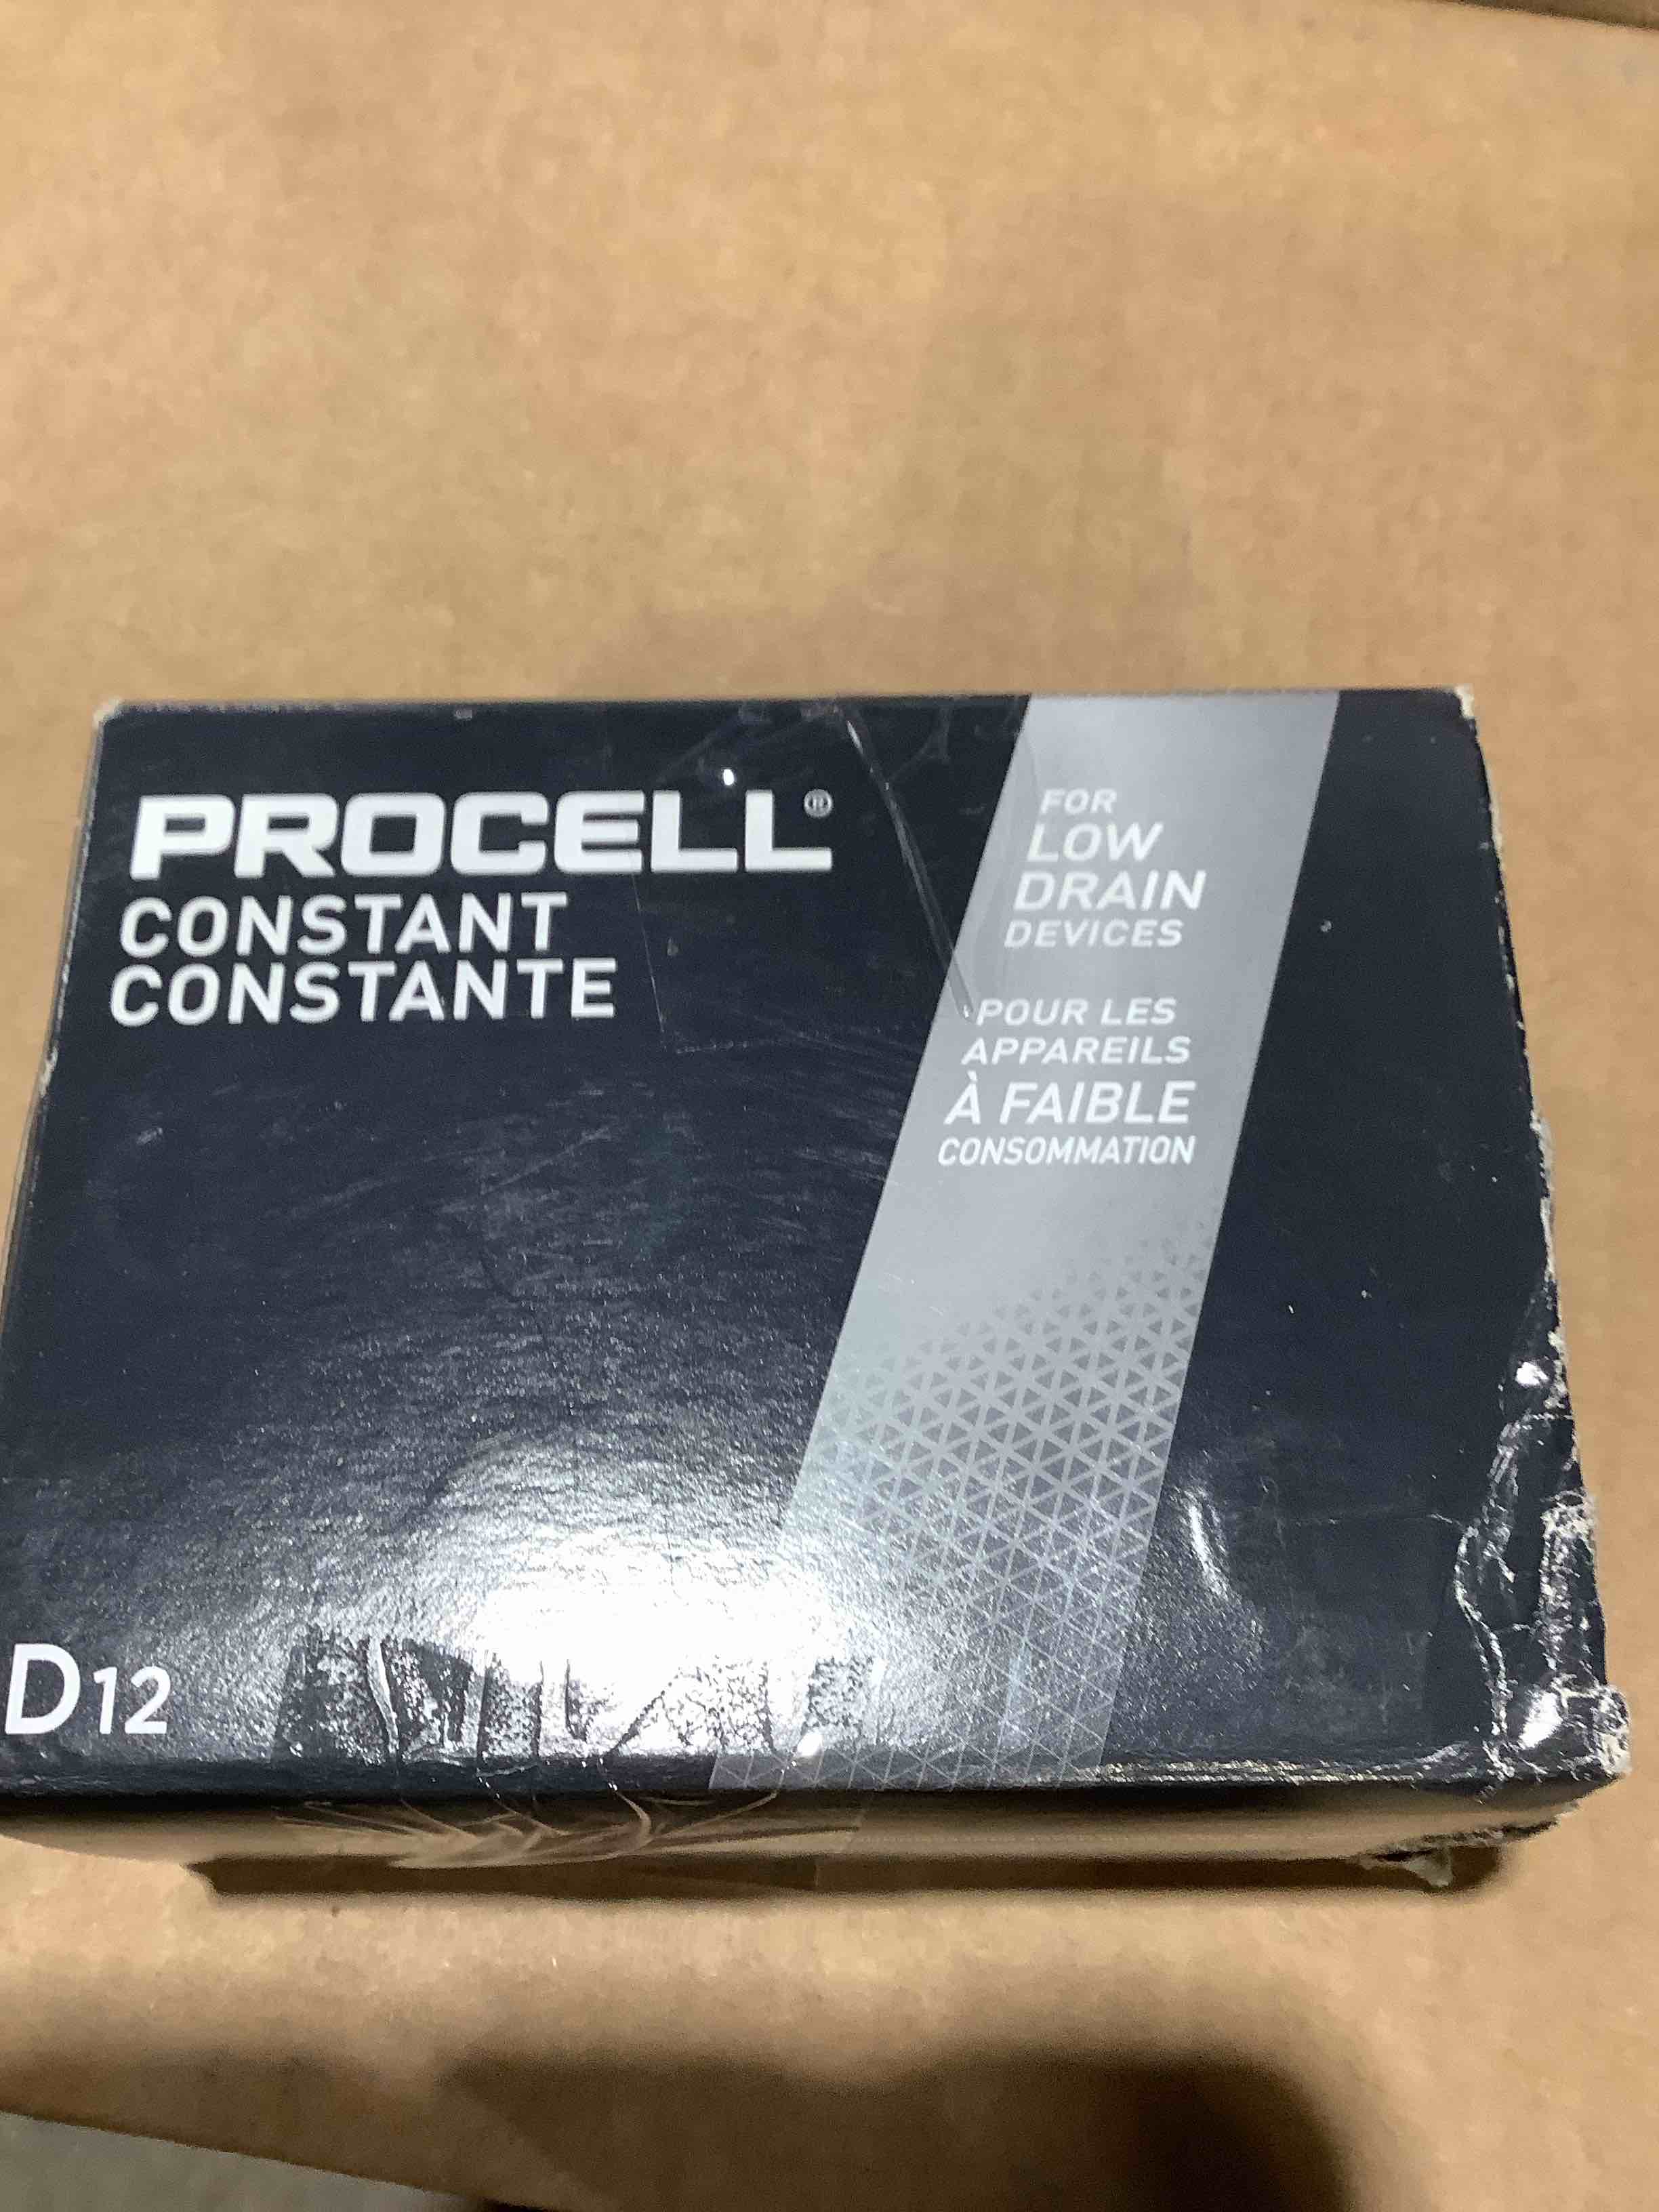 PROCELL®
CONSTANT
CONSTANTE
FOR
LOW
DRAIN
DEVICES
POUR LES
APPAREILS
À FAIBLE
CONSOMMATION
D12